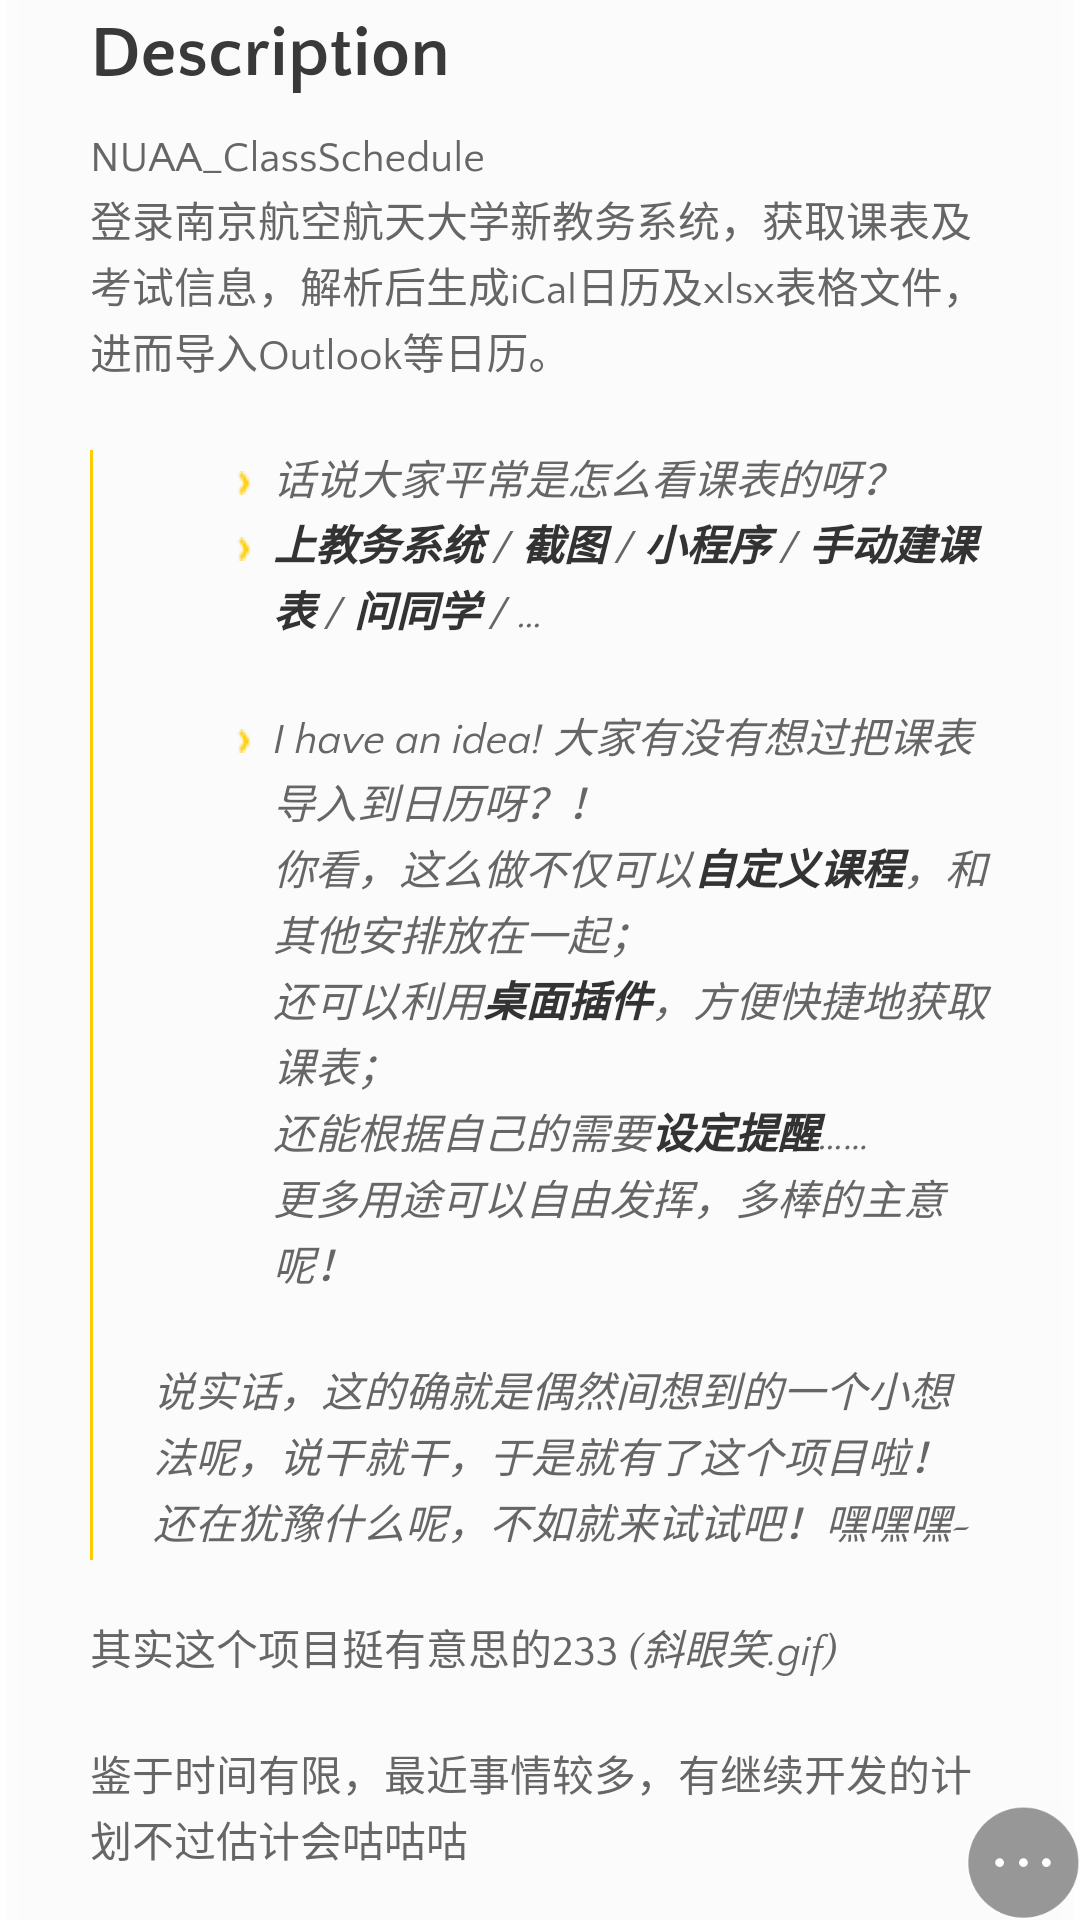 Description
NUAA_ClassSchedule
登录南京航空航天大学新教务系统，获取课表及
考试信息，解析后生成iCal日历及xlsx表格文件，
进而导入Outlook等日历。
话说大家平常是怎么看课表的呀？
上教务系统 / 截图 / 小程序 / 手动建课
表 / 问同学 / ...
I have an idea! 大家有没有想过把课表
导入到日历呀？！
你看，这么做不仅可以自定义课程，和
其他安排放在一起；
还可以利用桌面插件，方便快捷地获取
课表；
还能根据自己的需要设定提醒……
更多用途可以自由发挥，多棒的主意
呢！
说实话，这的确就是偶然间想到的一个小想
法呢，说干就干，于是就有了这个项目啦！
还在犹豫什么呢，不如就来试试吧！嘿嘿嘿~
其实这个项目挺有意思的233 (斜眼笑.gif)
鉴于时间有限，最近事情较多，有继续开发的计
划不过估计会咕咕咕